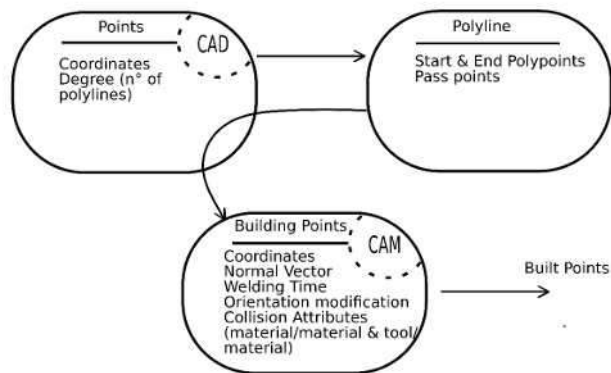 Points
CAD
Coordinates
Degree (n° of
polylines)
Polyline
Start & End Polypoints
Pass points
Building Points
CAM
Coordinates
Normal Vector
Welding Time
Orientation modification
Collision Attributes
(material/material & tool/
material)
Built Points